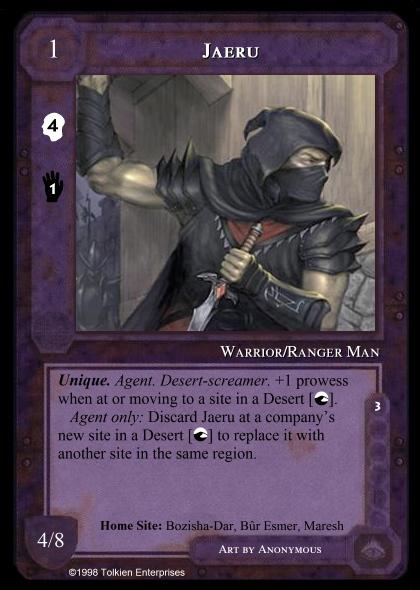 1
JAERU
4
1
WARRIOR/RANGER MAN
Unique. Agent. Desert-screamer. +1 prowess
when at or moving to a site in a Desert [].
Agent only: Discard Jaeru at a company's
new site in a Desert [] to replace it with
another site in the same region.
3
Home Site: Bozisha-Dar, Bûr Esmer, Maresh
4/8
ART BY ANONYMOUS
©1998 Tolkien Enterprises